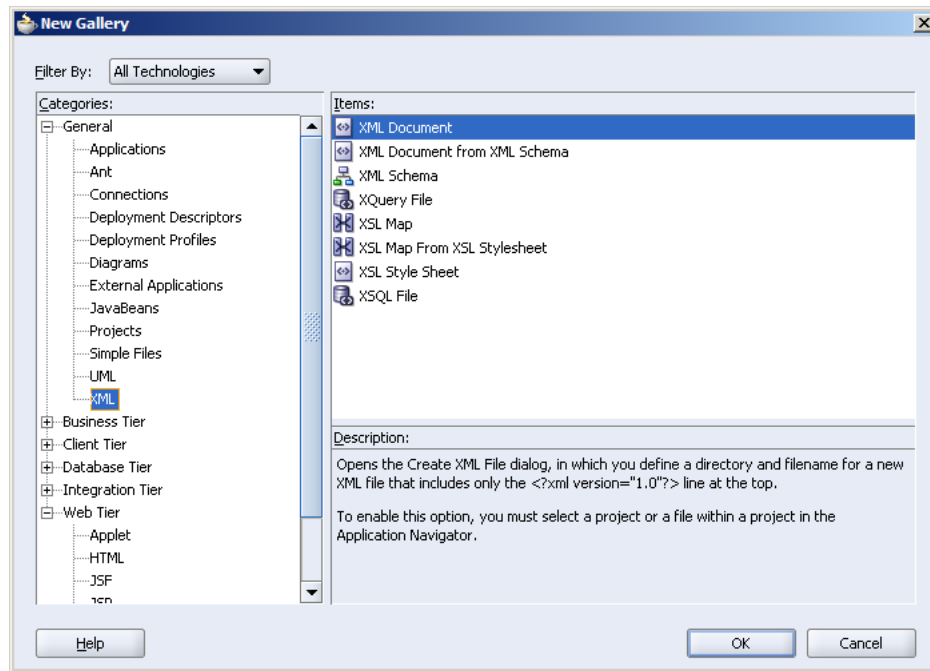 New Gallery
Filter By: All Technologies
Categories:
General
Applications
Ant
Connections
Deployment Descriptors
Deployment Profiles
Diagrams
External Applications
JavaBeans
Projects
Simple Files
UML
XML
Business Tier
Client Tier
Database Tier
Integration Tier
Web Tier
Applet
HTML
JSF
JSP
Items:
XML Document
XML Document from XML Schema
XML Schema
XQuery File
XSL Map
XSL Map From XSL Stylesheet
XSL Style Sheet
XSQL File
Description:
Opens the Create XML File dialog, in which you define a directory and filename for a new
XML file that includes only the <?xml version="1.0"?> line at the top.
To enable this option, you must select a project or a file within a project in the
Application Navigator.
Help
OK
Cancel